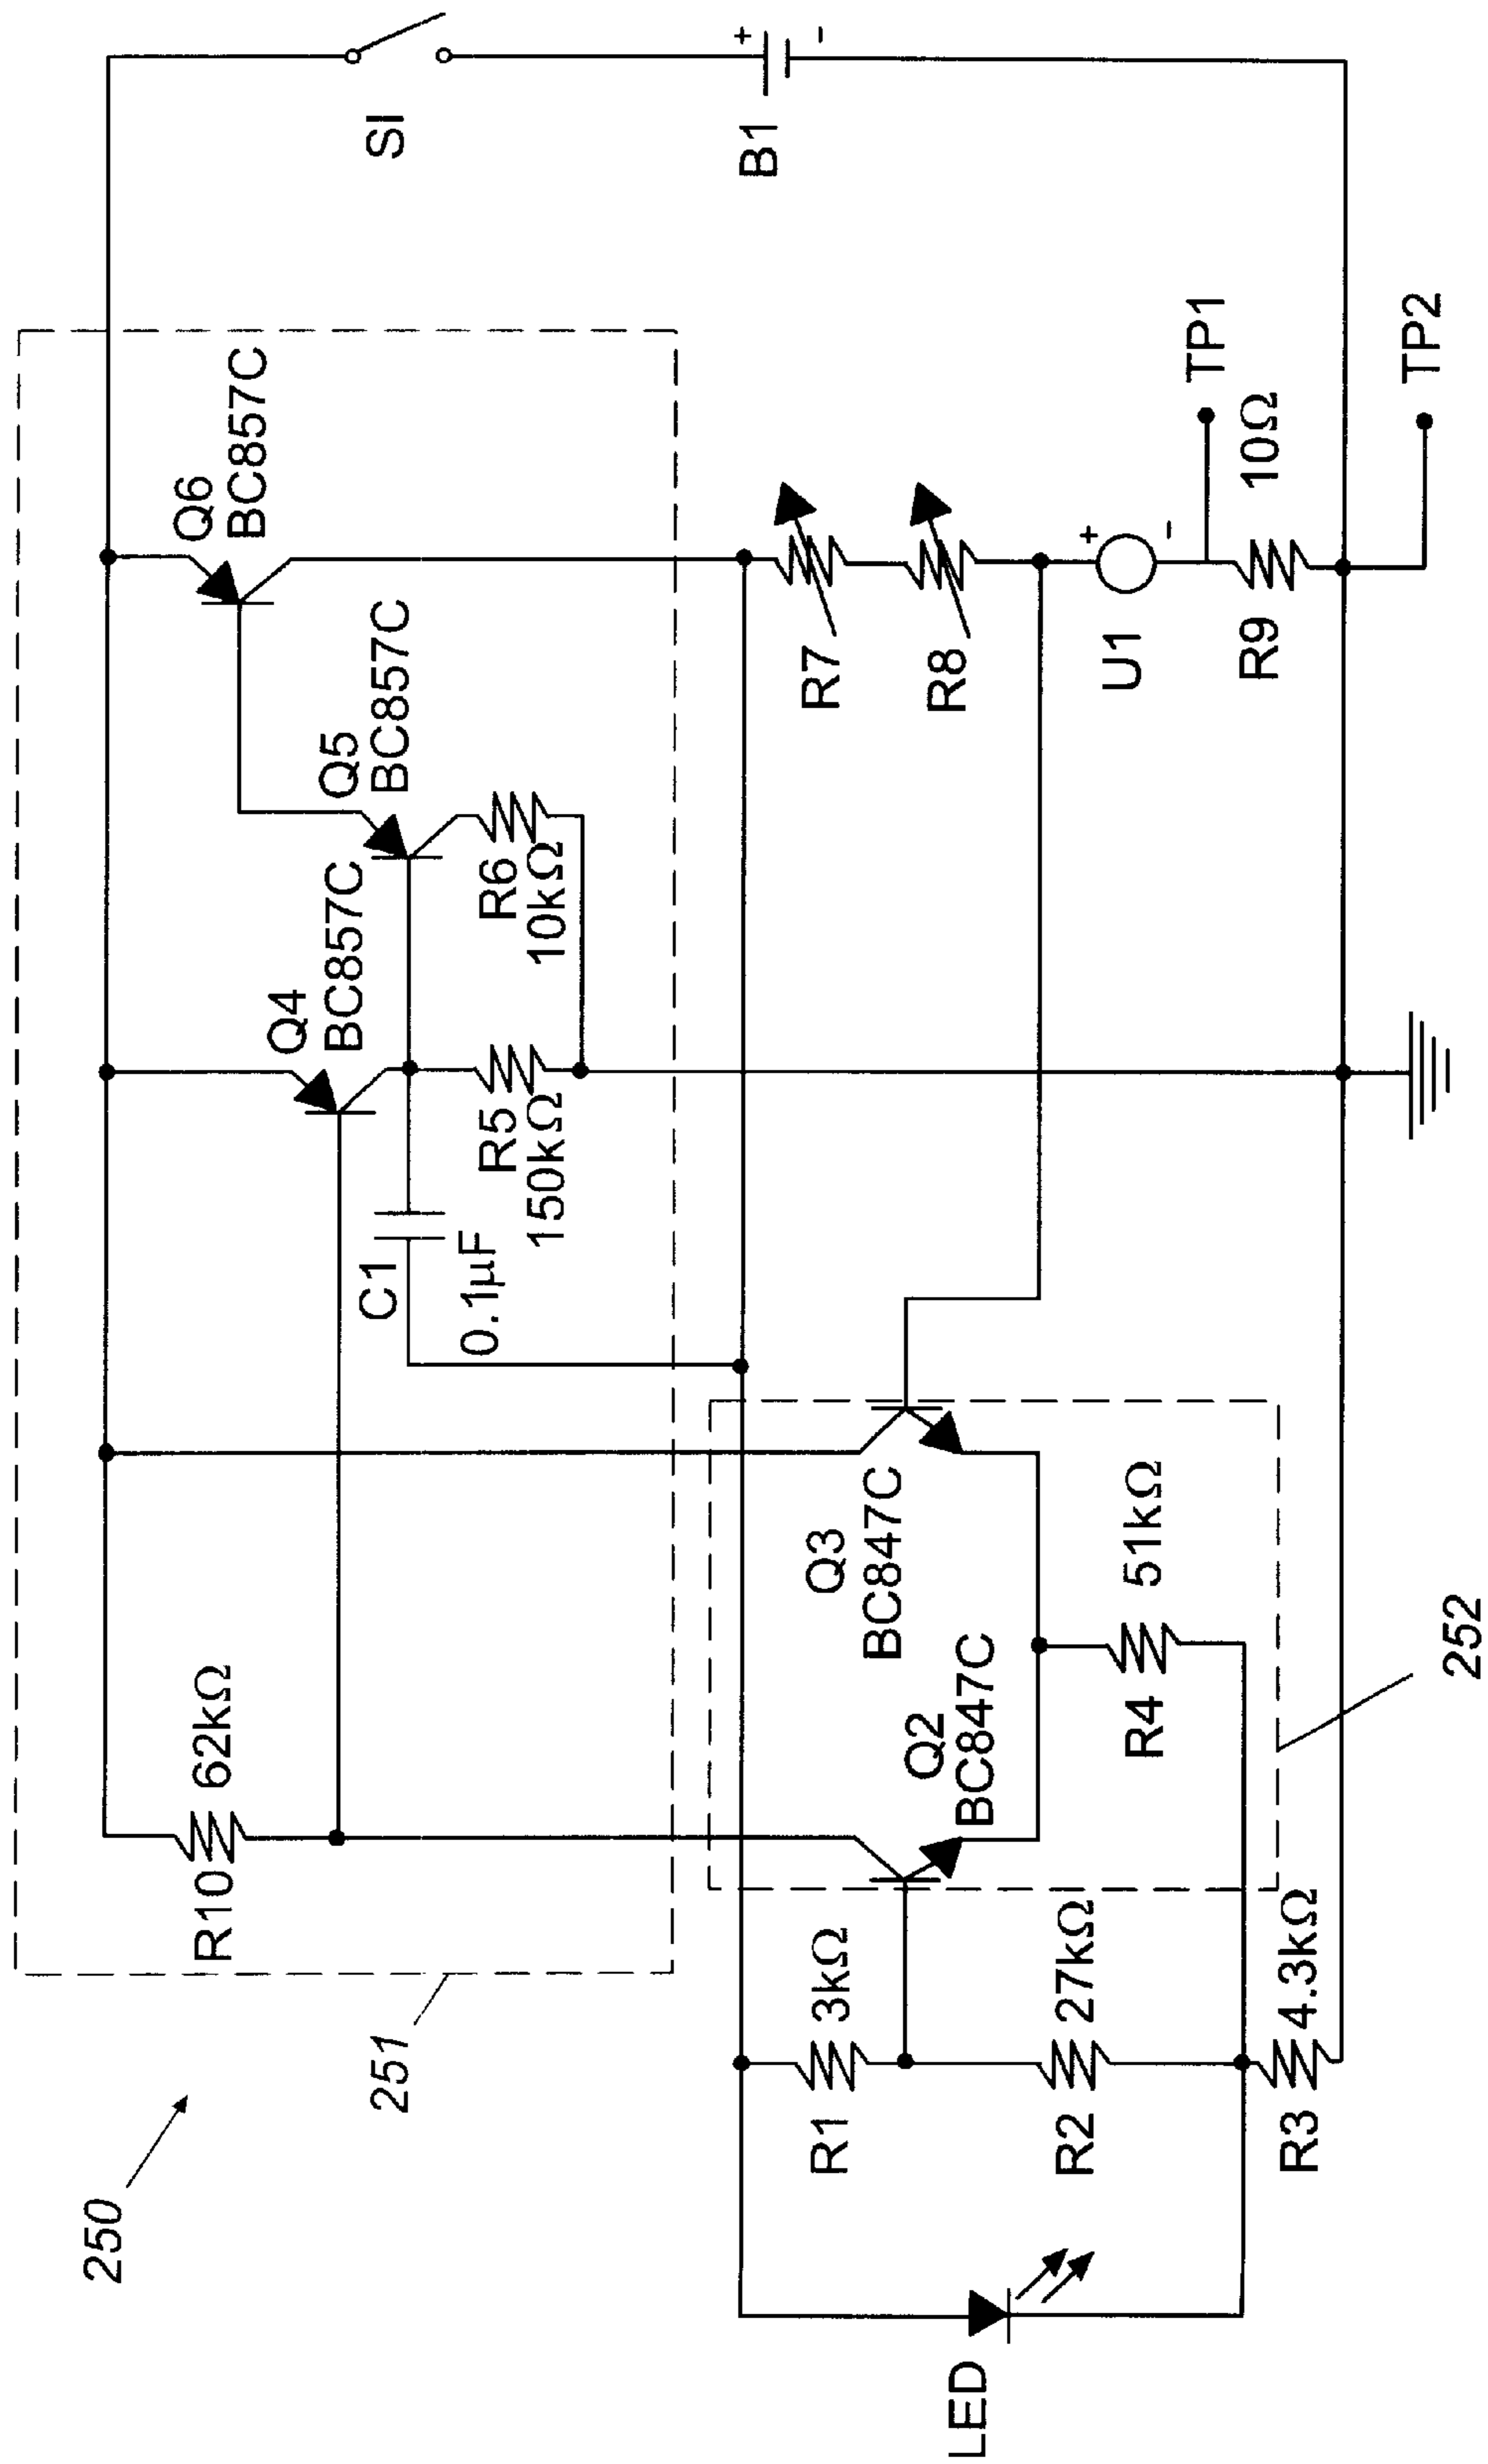 250
251
R10
62kΩ
Q4
BC857C
Q5
BC857C
Q6
BC857C
C1
0.1µF
R5
150kΩ
R6
10kΩ
SI
B1
+
-
LED
R1
3kΩ
R2
27kΩ
R3
4.3kΩ
Q2
BC847C
Q3
BC847C
R4
51kΩ
252
R7
R8
U1
+
-
R9
10Ω
TP1
TP2